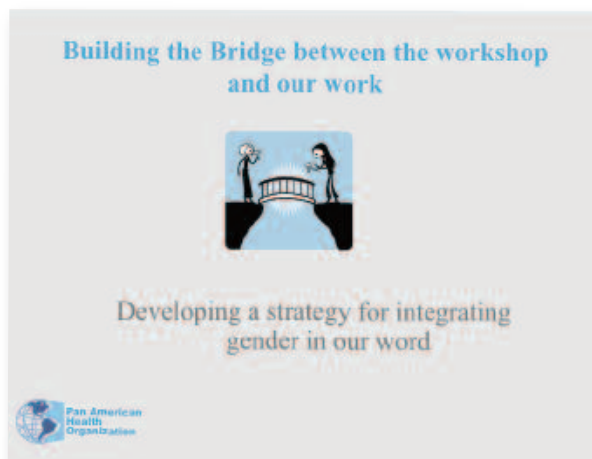 Building the Bridge between the workshop
and our work
Developing a strategy for integrating
gender in our word
Pan American
Health
Organization